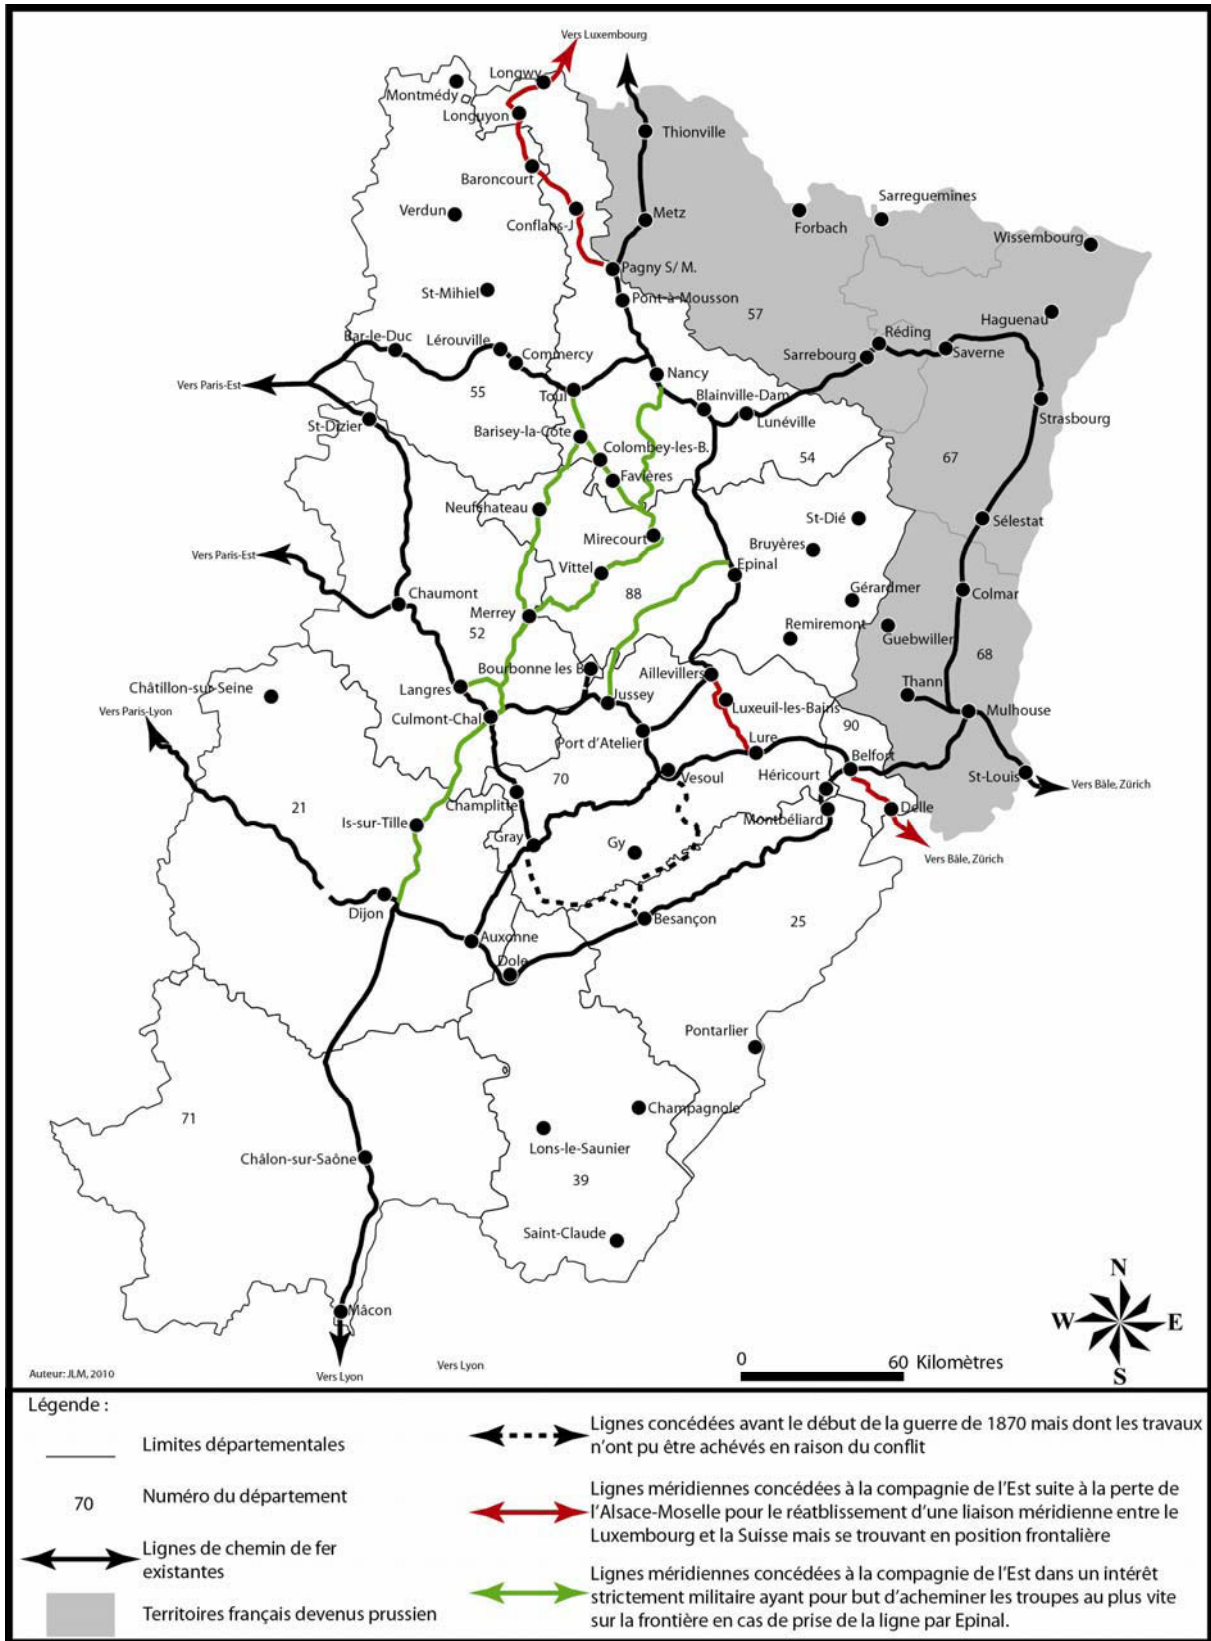 Vers Luxembourg
Longwy
Montmédy
Longuyon
Thionville
Baroncourt
Sarreguemines
Verdun
Metz
Conflans-J
Forbach
Wissembourg
Pagny S/ M.
St-Mihiel
Pont-à-Mousson
57
Haguenau
Bar-le-Duc
Lérouville
Commercy
Réding
Sarrebourg
Saverne
Vers Paris-Est
55
Nancy
Toul
Blainville-Dam
Lunéville
Strasbourg
St-Dizier
Barisey-la-Côte
Colombey-les-B.
54
67
Favières
Neufchateau
St-Dié
Sélestat
Mirecourt
Bruyères
Vers Paris-Est
Vittel
Epinal
88
Chaumont
Gérardmer
Colmar
Merrey
52
Remiremont
Guebwiller
68
Bourbonne les B
Aillevillers
Châtillon-sur-Seine
Langres
Jussey
Thann
Luxeuil-les-Bains
Mulhouse
Vers Paris-Lyon
Culmont-Chal
90
Port d'Atelier
Lure
Belfort
70
Vesoul
Héricourt
St-Louis
Vers Bâle, Zürich
21
Champlitte
Is-sur-Tille
Montbéliard
Delle
Gray
Gy
Vers Bâle, Zürich
Dijon
Besançon
25
Auxonne
Dole
Pontarlier
71
Champagnole
Lons-le-Saunier
Châlon-sur-Saône
39
Saint-Claude
N
W
E
S
Mâcon
0
60 Kilomètres
Vers Lyon
Auteur: JLM, 2010
Vers Lyon
Légende :
Limites départementales
70
Numéro du département
Lignes de chemin de fer
existantes
Territoires français devenus prussien
Lignes concédées avant le début de la guerre de 1870 mais dont les travaux
n'ont pu être achévés en raison du conflit
Lignes méridiennes concédées à la compagnie de l'Est suite à la perte de
l'Alsace-Moselle pour le réatblissement d'une liaison méridienne entre le
Luxembourg et la Suisse mais se trouvant en position frontalière
Lignes méridiennes concédées à la compagnie de l'Est dans un intérêt
strictement militaire ayant pour but d'acheminer les troupes au plus vite
sur la frontière en cas de prise de la ligne par Epinal.